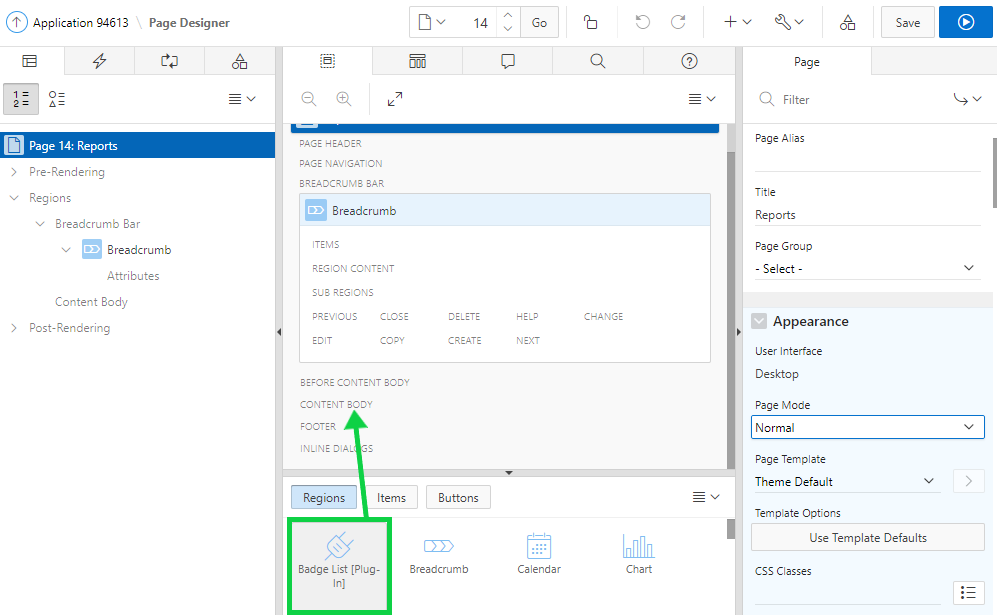 Application 94613 \ Page Designer
14
Go
Save
1
2
Page
Filter
Page 14: Reports
Pre-Rendering
Regions
Breadcrumb Bar
Breadcrumb
Attributes
Content Body
Post-Rendering
PAGE HEADER
PAGE NAVIGATION
BREADCRUMB BAR
Breadcrumb
ITEMS
REGION CONTENT
SUB REGIONS
PREVIOUS CLOSE DELETE HELP CHANGE
EDIT COPY CREATE NEXT
BEFORE CONTENT BODY
CONTENT BODY
FOOTER
INLINE DIALOGS
Regions Items Buttons
Badge List [Plug-
In]
Breadcrumb
Calendar
Chart
Page Alias
Title
Reports
Page Group
- Select -
Appearance
User Interface
Desktop
Page Mode
Normal
Page Template
Theme Default
Template Options
Use Template Defaults
CSS Classes